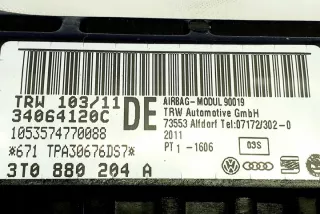 TRW 103/11
34064120C
DE
1053574770088
*671 TPA30676DS7*
3T0 880 204 A
AIRBAG-MODUL 90019
TRW Automotive GmbH
73553 Alfdorf Tel:07172/302-0
2011
PT 1-1606
03S